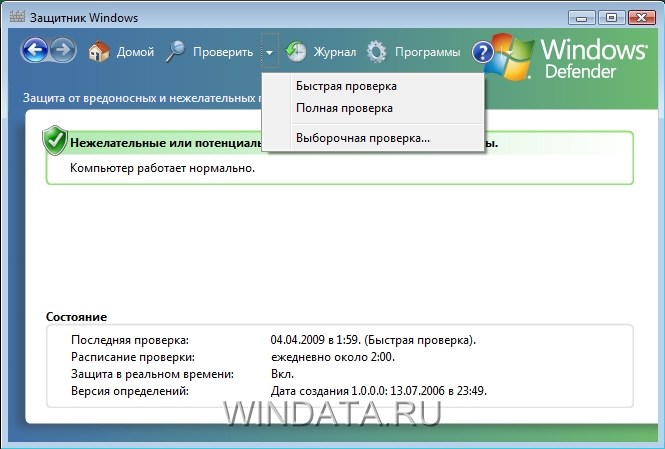 Защитник Windows
Домой Проверить Журнал Программы ?
Windows
Defender
Быстрая проверка
Полная проверка
Выборочная проверка...
Защита от вредоносных и нежелательных
Нежелательные или потенциаль ы.
Компьютер работает нормально.
Состояние
Последняя проверка: 04.04.2009 в 1:59. (Быстрая проверка).
Расписание проверки: ежедневно около 2:00.
Защита в реальном времени: Вкл.
Версия определений: Дата создания 1.0.0.0: 13.07.2006 в 23:49.
WINDATA.RU